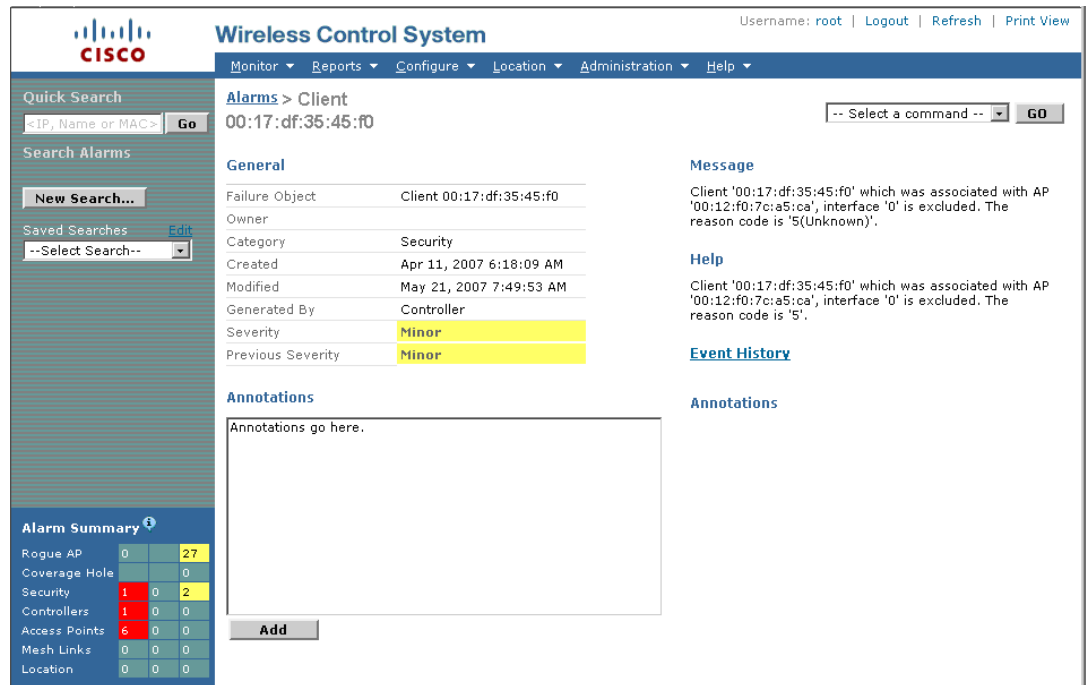 CISCO
Wireless Control System
Username: root | Logout | Refresh | Print View
Monitor Reports Configure Location Administration Help
Quick Search
<IP, Name or MAC> Go
Search Alarms
New Search...
Saved Searches Edit
--Select Search--
Alarms > Client
00:17:df:35:45:f0
-- Select a command -- GO
General
Failure Object Client 00:17:df:35:45:f0
Owner
Category Security
Created Apr 11, 2007 6:18:09 AM
Modified May 21, 2007 7:49:53 AM
Generated By Controller
Severity Minor
Previous Severity Minor
Annotations
Annotations go here.
Add
Message
Client '00:17:df:35:45:f0' which was associated with AP
'00:12:f0:7c:a5:ca', interface '0' is excluded. The
reason code is '5(Unknown)'.
Help
Client '00:17:df:35:45:f0' which was associated with AP
'00:12:f0:7c:a5:ca', interface '0' is excluded. The
reason code is '5'.
Event History
Annotations
Alarm Summary
Rogue AP 0 27
Coverage Hole 0
Security 1 0 2
Controllers 1 0 0
Access Points 6 0 0
Mesh Links 0 0 0
Location 0 0 0